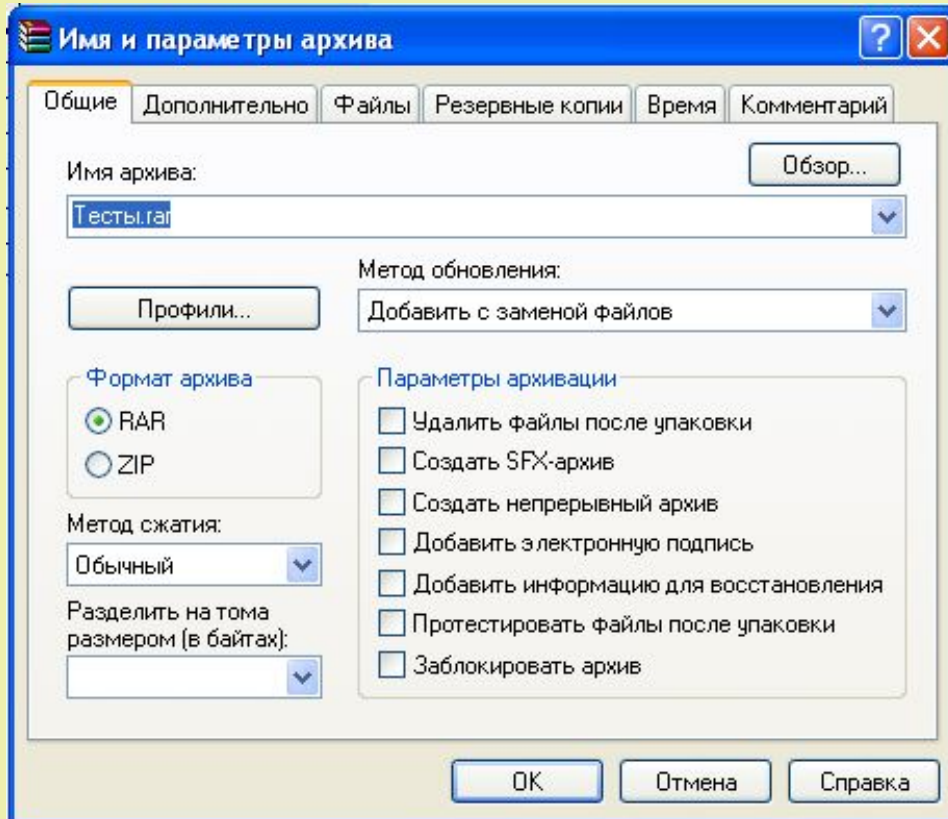 Имя и параметры архива
Общие Дополнительно Файлы Резервные копии Время Комментарий
Имя архива:
Обзор...
Тесты.rar
Метод обновления:
Профили...
Добавить с заменой файлов
Формат архива
RAR
ZIP
Метод сжатия:
Обычный
Разделить на тома
размером (в байтах):
Параметры архивации
Удалить файлы после упаковки
Создать SFX-архив
Создать непрерывный архив
Добавить электронную подпись
Добавить информацию для восстановления
Протестировать файлы после упаковки
Заблокировать архив
OK Отмена Справка